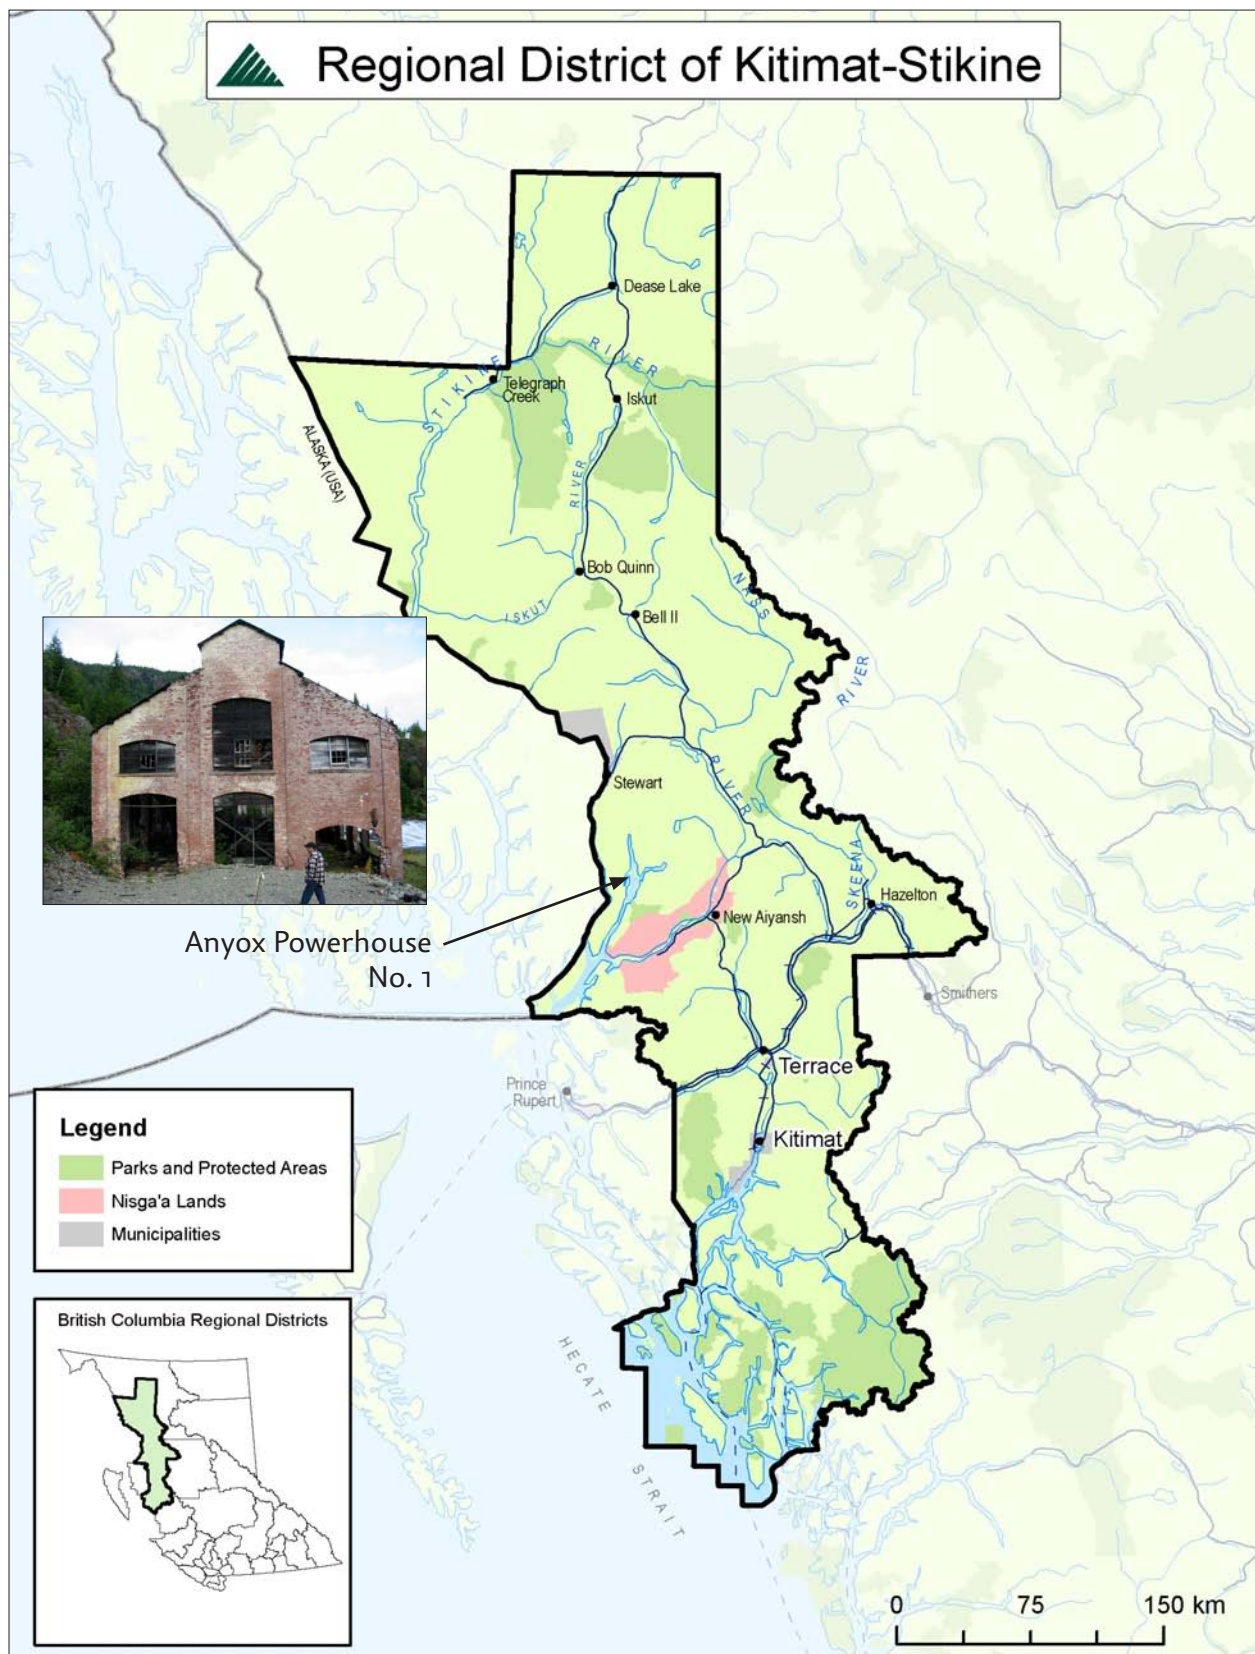 Regional District of Kitimat-Stikine
Dease Lake
STIKINE
RIVER
Telegraph
Creek
Iskut
ALASKA (USA)
RIVER
Bob Quinn
ISKUT
Bell II
NASS
RIVER
Stewart
RIVER
SKEENA
Hazelton
New Aiyansh
Anyox Powerhouse
No. 1
Smithers
Terrace
Prince
Rupert
Kitimat
Legend
Parks and Protected Areas
Nisga'a Lands
Municipalities
British Columbia Regional Districts
HECATE
STRAIT
0 75 150 km